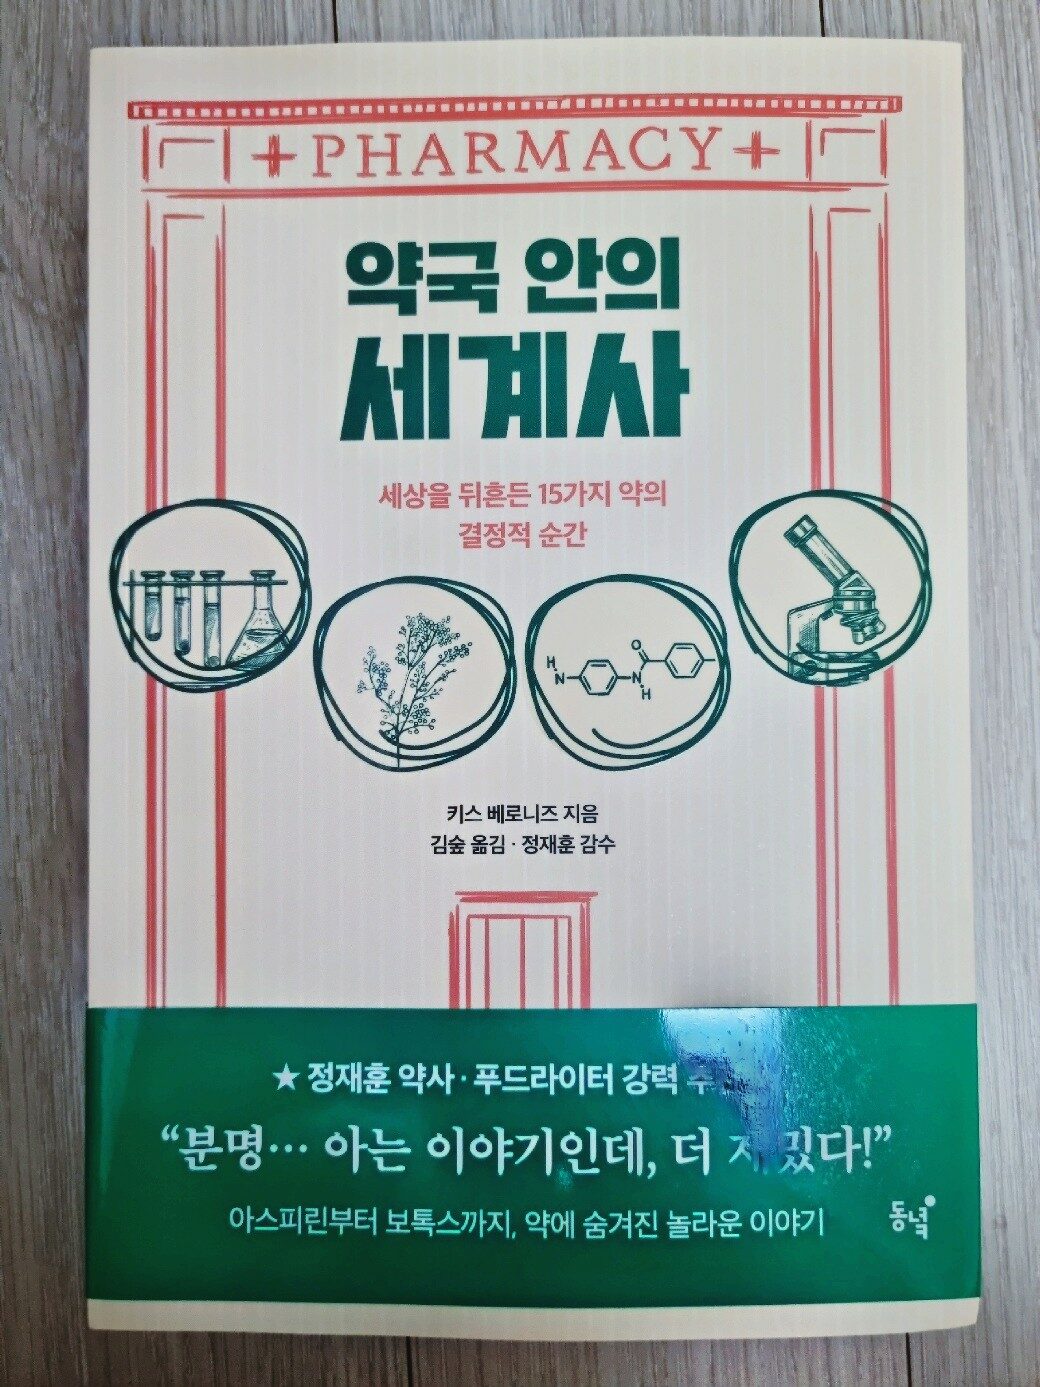 +PHARMACY+
약국 안의
세계사
세상을 뒤흔든 15가지 약의
결정적 순간
H
N
N
H
O
키스 베로니즈 지음
김숲 옮김 · 정재훈 감수
★ 정재훈 약사 · 푸드라이터 강력
“분명… 아는 이야기인데, 더 재밌다!”
아스피린부터 보톡스까지, 약에 숨겨진 놀라운 이야기
동녘